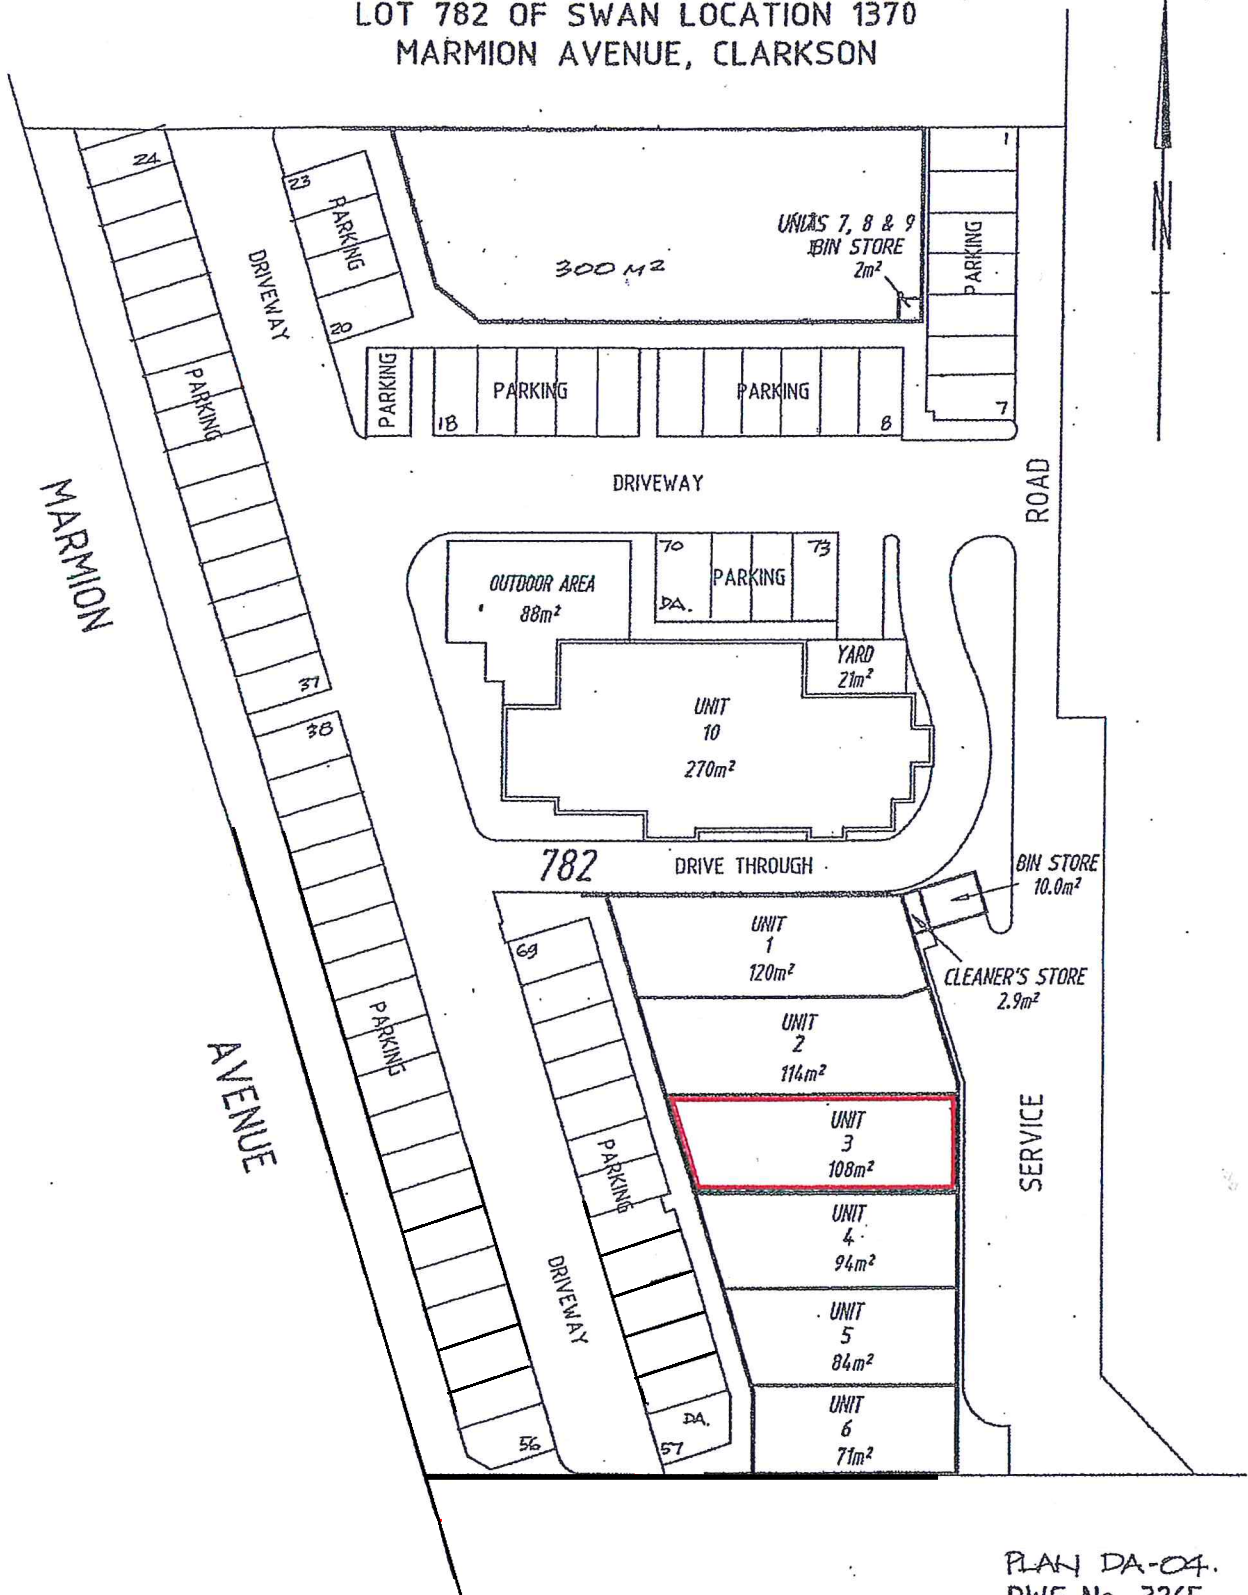 LOT 782 OF SWAN LOCATION 1370
MARMION AVENUE, CLARKSON
24
23
PARKING
20
DRIVEWAY
PARKING
300 M2
7, 8 & 9
BIN STORE
2m²
1
PARKING
7
N
PARKING
18
PARKING
PARKING
8
DRIVEWAY
ROAD
MARMION
OUTDOOR AREA
88m²
70
73
PARKING
DA.
YARD
21m²
UNIT
10
270m²
37
38
782
DRIVE THROUGH
BIN STORE
10.0m²
UNIT
1
120m²
CLEANER'S STORE
2.9m²
69
PARKING
UNIT
2
114m²
AVENUE
UNIT
3
108m²
SERVICE
PARKING
UNIT
4
94m²
DRIVEWAY
UNIT
5
84m²
UNIT
6
71m²
DA.
56
57
PLAN DA-04.